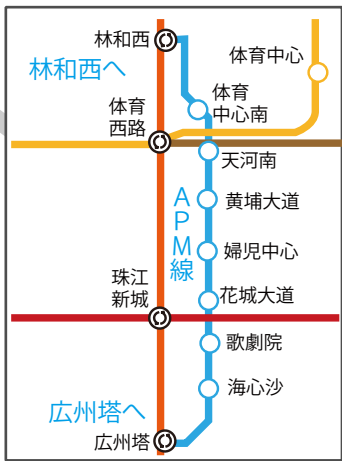 林和西
体育中心
林和西へ
体育
中心南
体育
西路
天河南
APM線
黄埔大道
婦児中心
珠江
新城
花城大道
歌劇院
海心沙
広州塔へ
広州塔